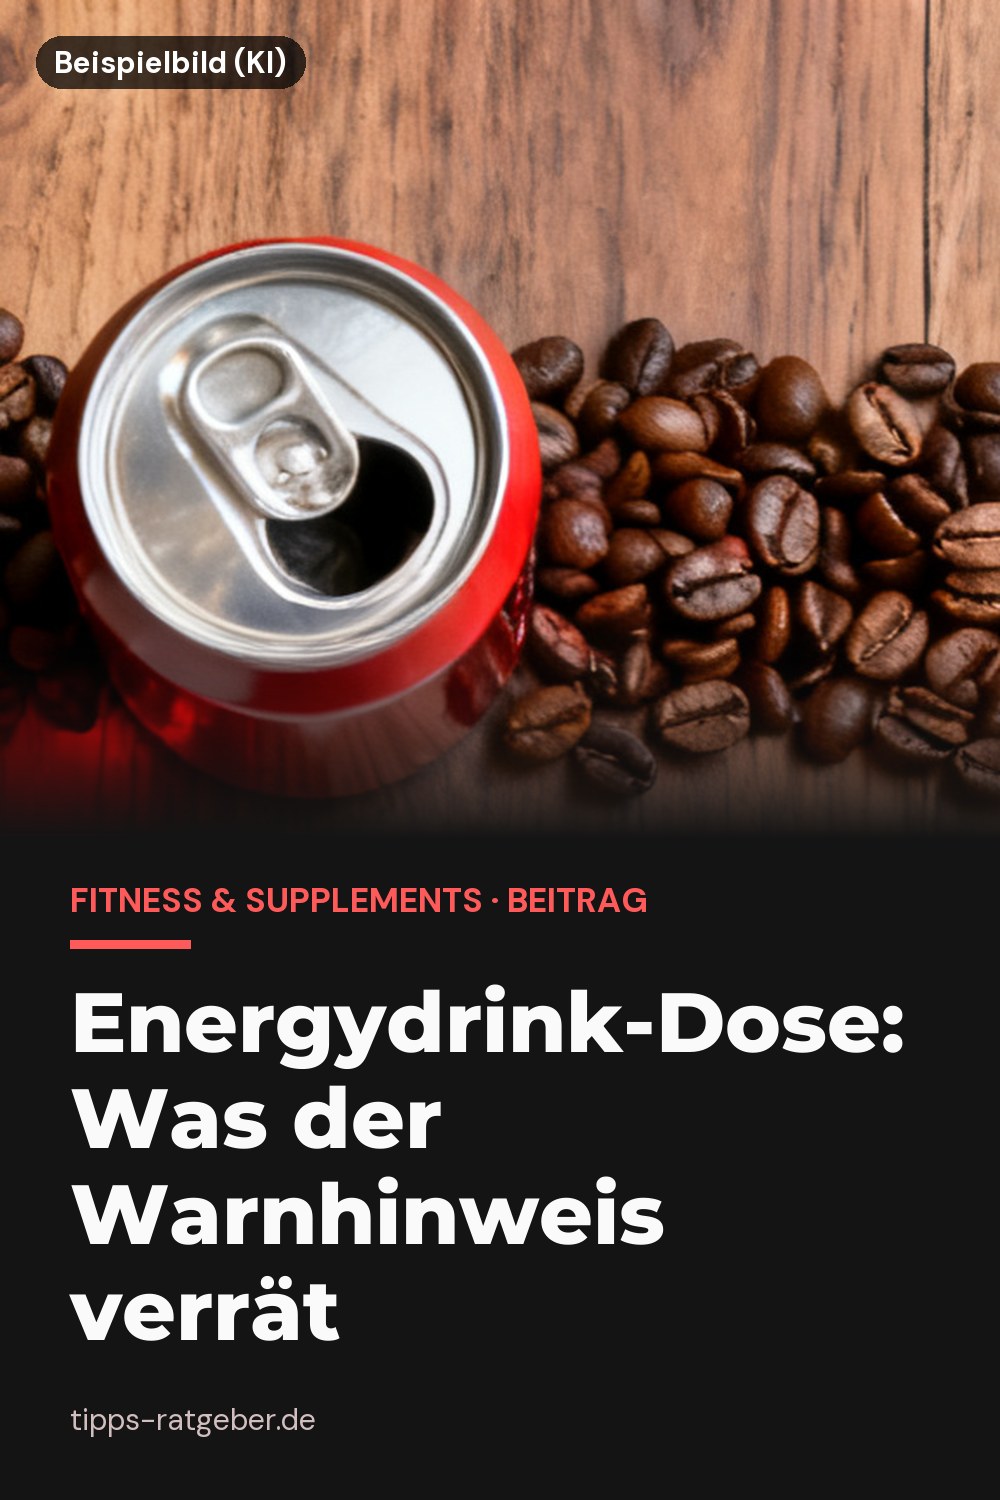 Beispielbild (KI)
FITNESS & SUPPLEMENTS · BEITRAG
Energydrink-Dose:
Was der
Warnhinweis
verrät
tipps-ratgeber.de